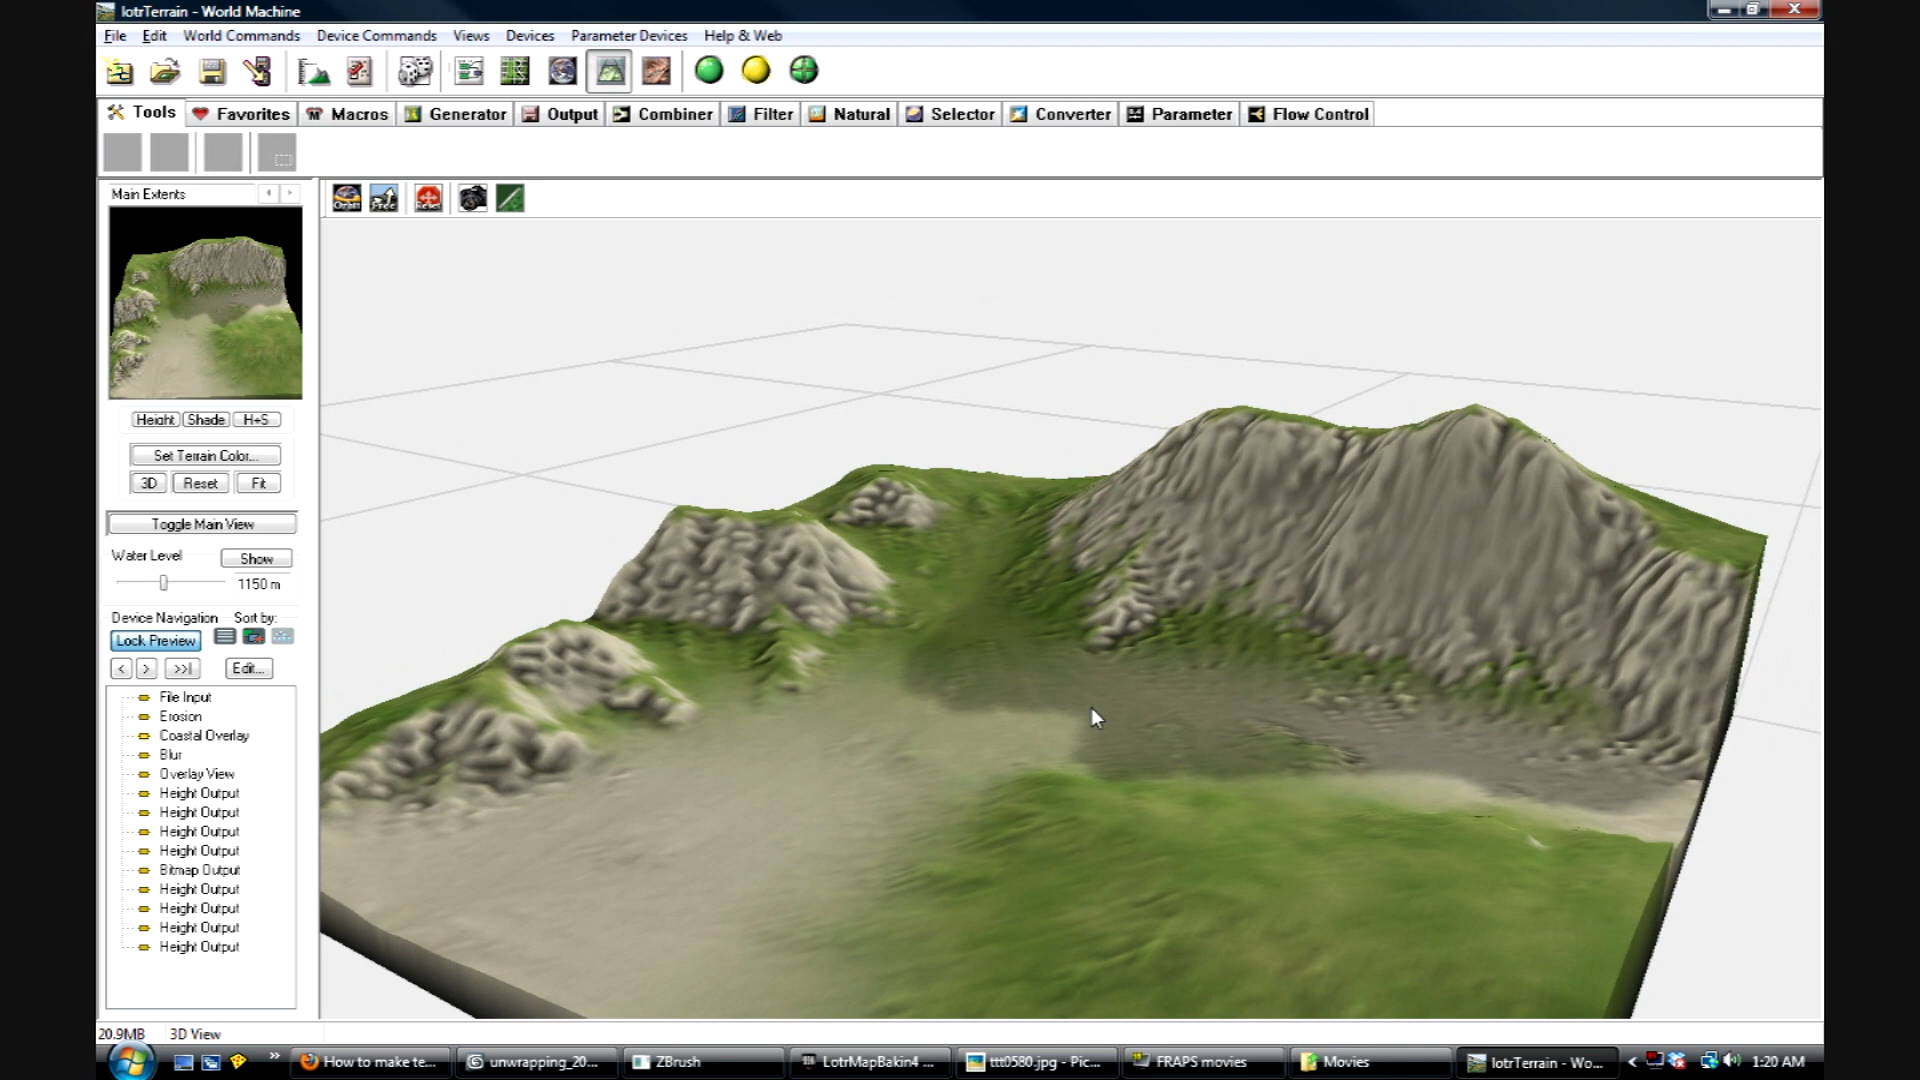 lotrTerrain - World Machine
File Edit World Commands Device Commands Views Devices Parameter Devices Help & Web
Tools Favorites Macros Generator Output Combiner Filter Natural Selector Converter Parameter Flow Control
Main Extents
Orbit Free Reset
Height Shade H+S
Set Terrain Color...
3D Reset Fit
Toggle Main View
Water Level Show
1150 m
Device Navigation Sort by:
Lock Preview
< > >>| Edit...
File Input
Erosion
Coastal Overlay
Blur
Overlay View
Height Output
Height Output
Height Output
Height Output
Bitmap Output
Height Output
Height Output
Height Output
Height Output
20.9MB 3D View
How to make te... unwrapping_20... ZBrush LotrMapBakin4 ... ttt0580.jpg - Pic... FRAPS movies Movies lotrTerrain - Wo... 1:20 AM